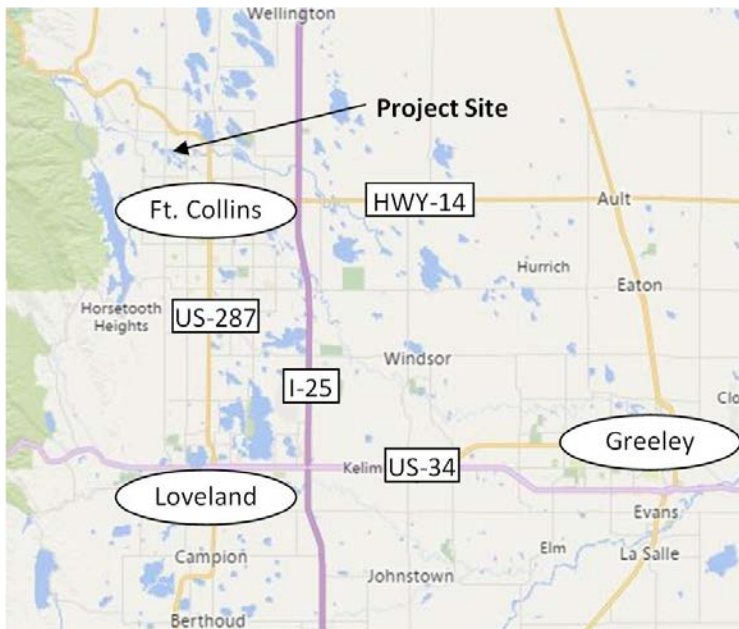 Wellington
Project Site
Ft. Collins
HWY-14
Ault
Hurrich
Horsetooth
Heights
US-287
Eaton
Windsor
I-25
Clo
Greeley
Kelim
US-34
Loveland
Evans
Campion
Elm
La Salle
Johnstown
Berthoud